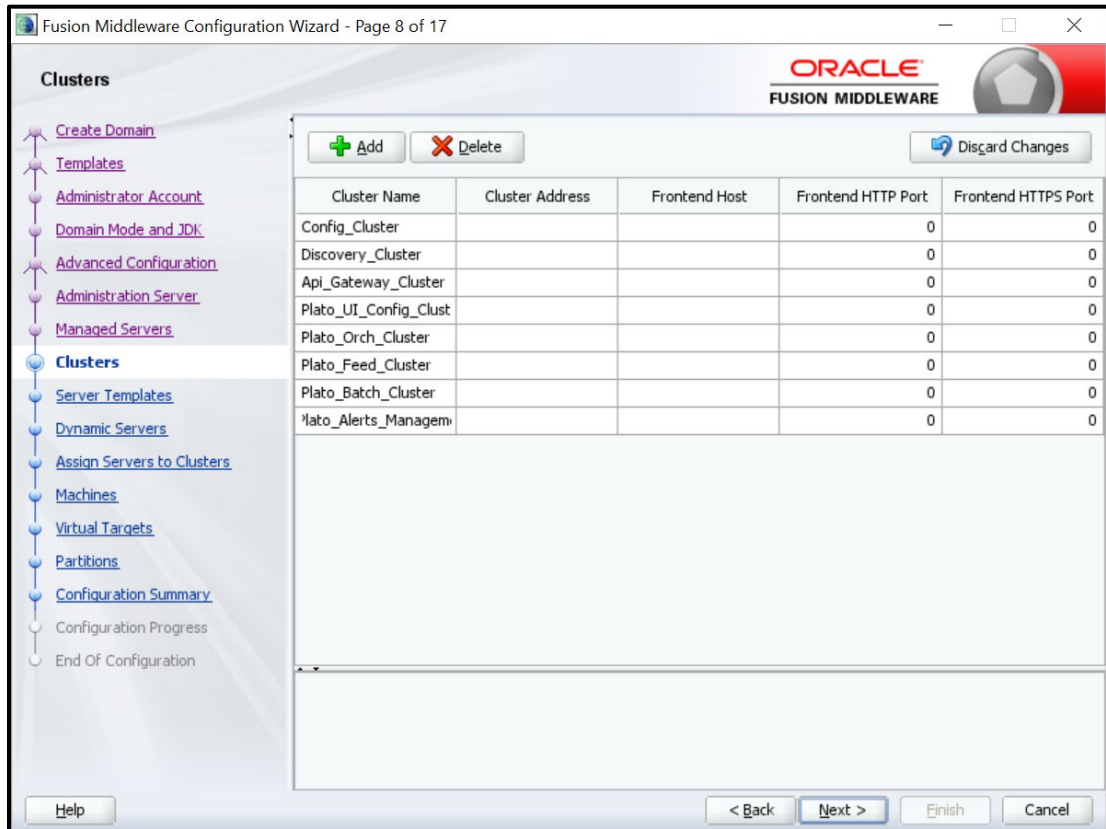 Fusion Middleware Configuration Wizard - Page 8 of 17
Clusters
ORACLE
FUSION MIDDLEWARE
Create Domain
Templates
Administrator Account
Domain Mode and JDK
Advanced Configuration
Administration Server
Managed Servers
Clusters
Server Templates
Dynamic Servers
Assign Servers to Clusters
Machines
Virtual Targets
Partitions
Configuration Summary
Configuration Progress
End Of Configuration
Add Delete Discard Changes
Cluster Name Cluster Address Frontend Host Frontend HTTP Port Frontend HTTPS Port
Config_Cluster 0 0
Discovery_Cluster 0 0
Api_Gateway_Cluster 0 0
Plato_UI_Config_Clust 0 0
Plato_Orch_Cluster 0 0
Plato_Feed_Cluster 0 0
Plato_Batch_Cluster 0 0
Plato_Alerts_Managem 0 0
Help < Back Next > Finish Cancel